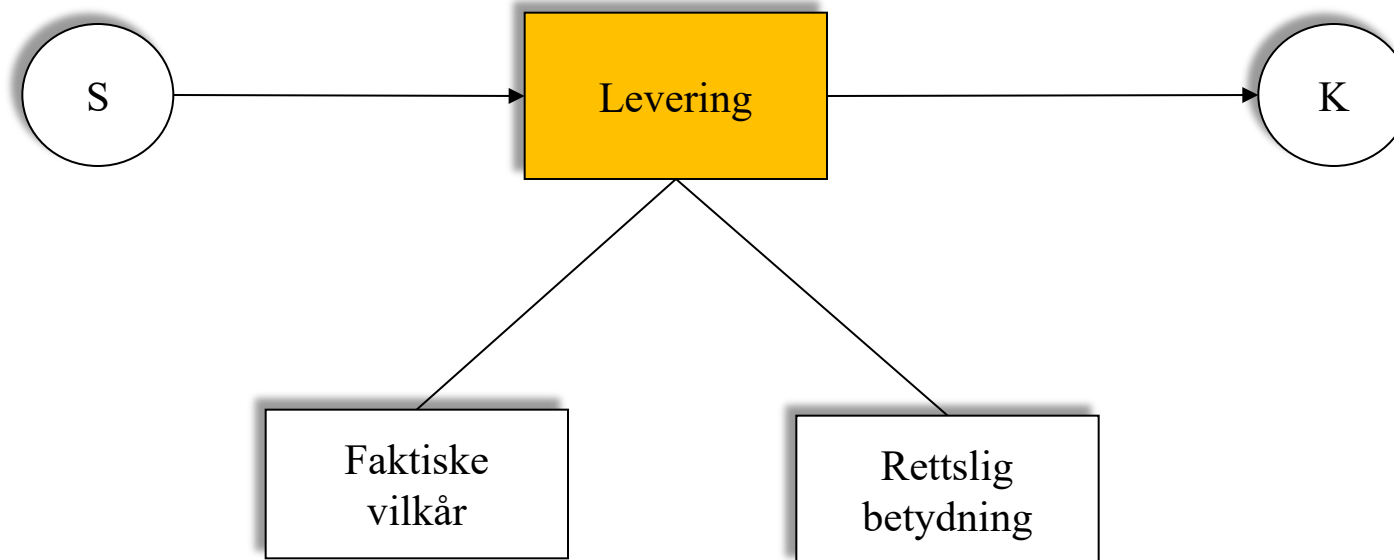 S
Levering
K
Faktiske
vilkår
Rettslig
betydning